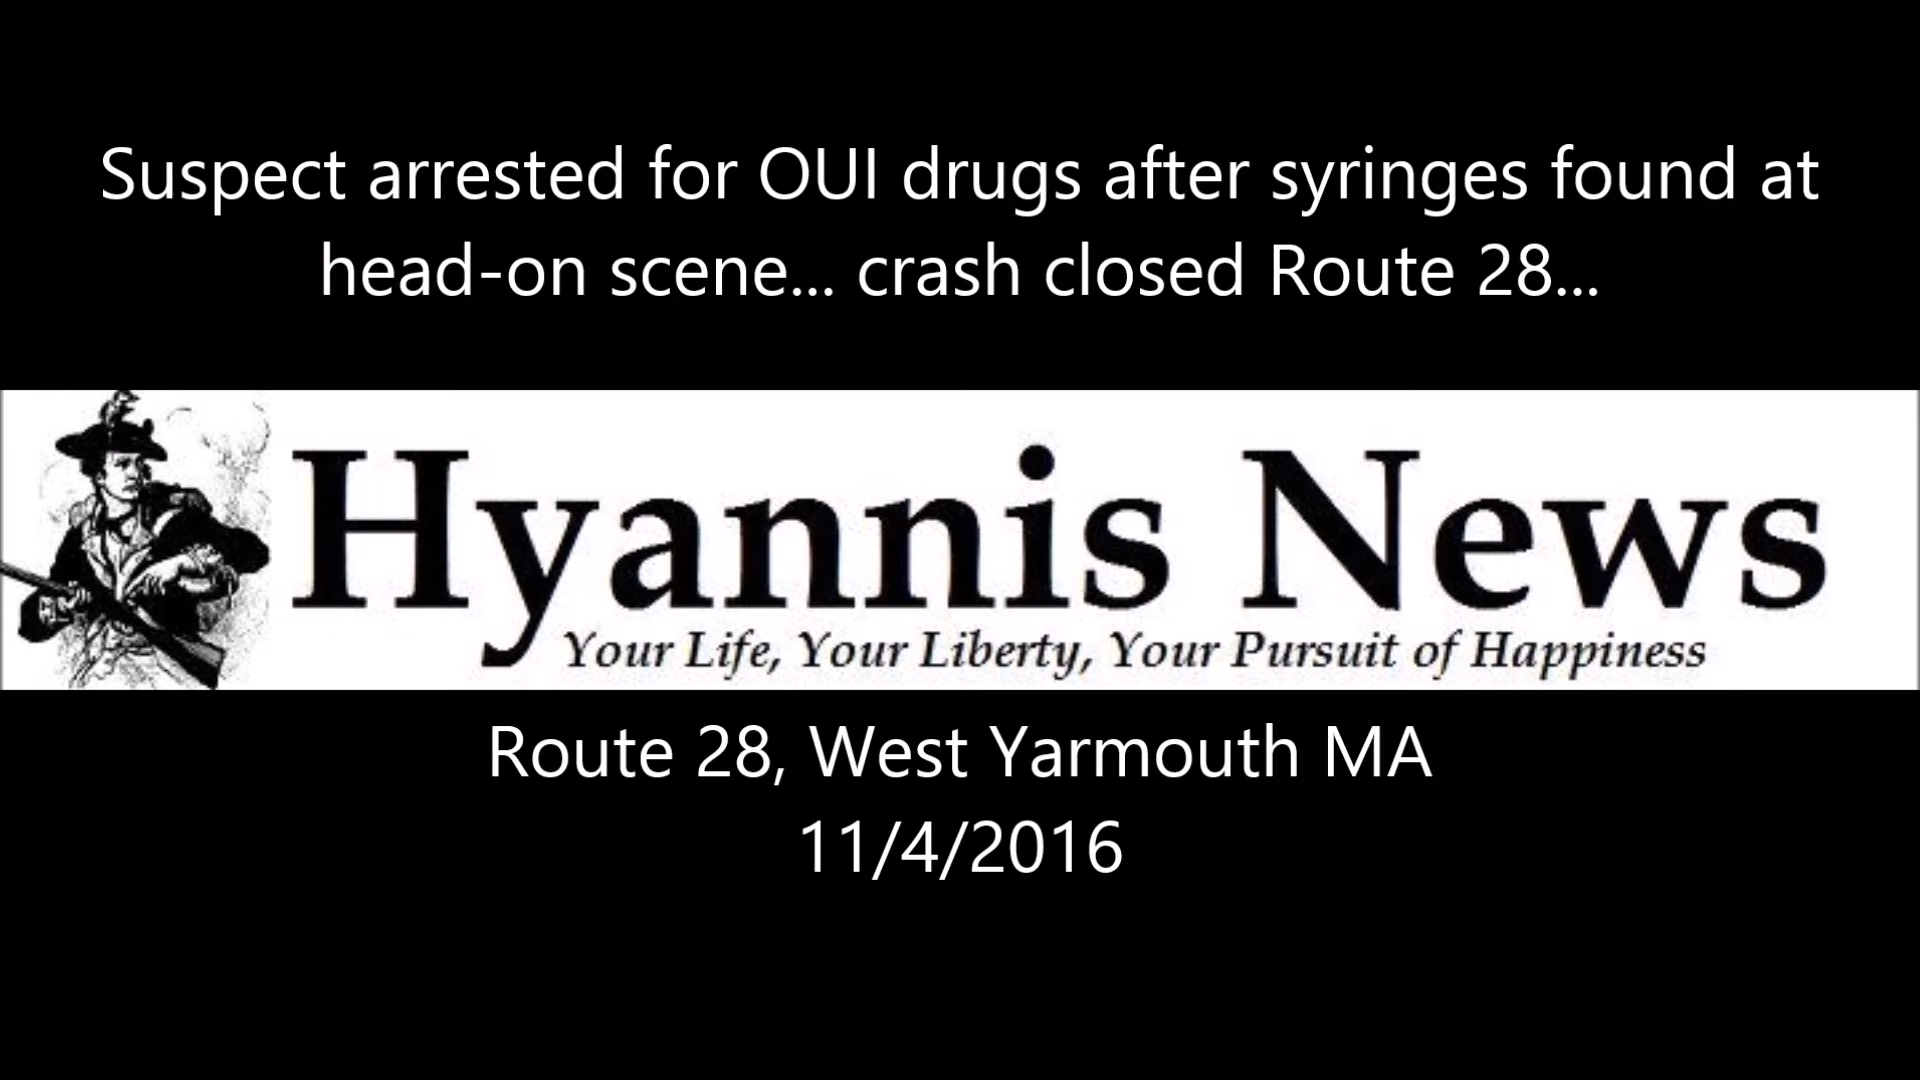 Suspect arrested for OUI drugs after syringes found at
head-on scene... crash closed Route 28...
Hyannis News
Your Life, Your Liberty, Your Pursuit of Happiness
Route 28, West Yarmouth MA
11/4/2016